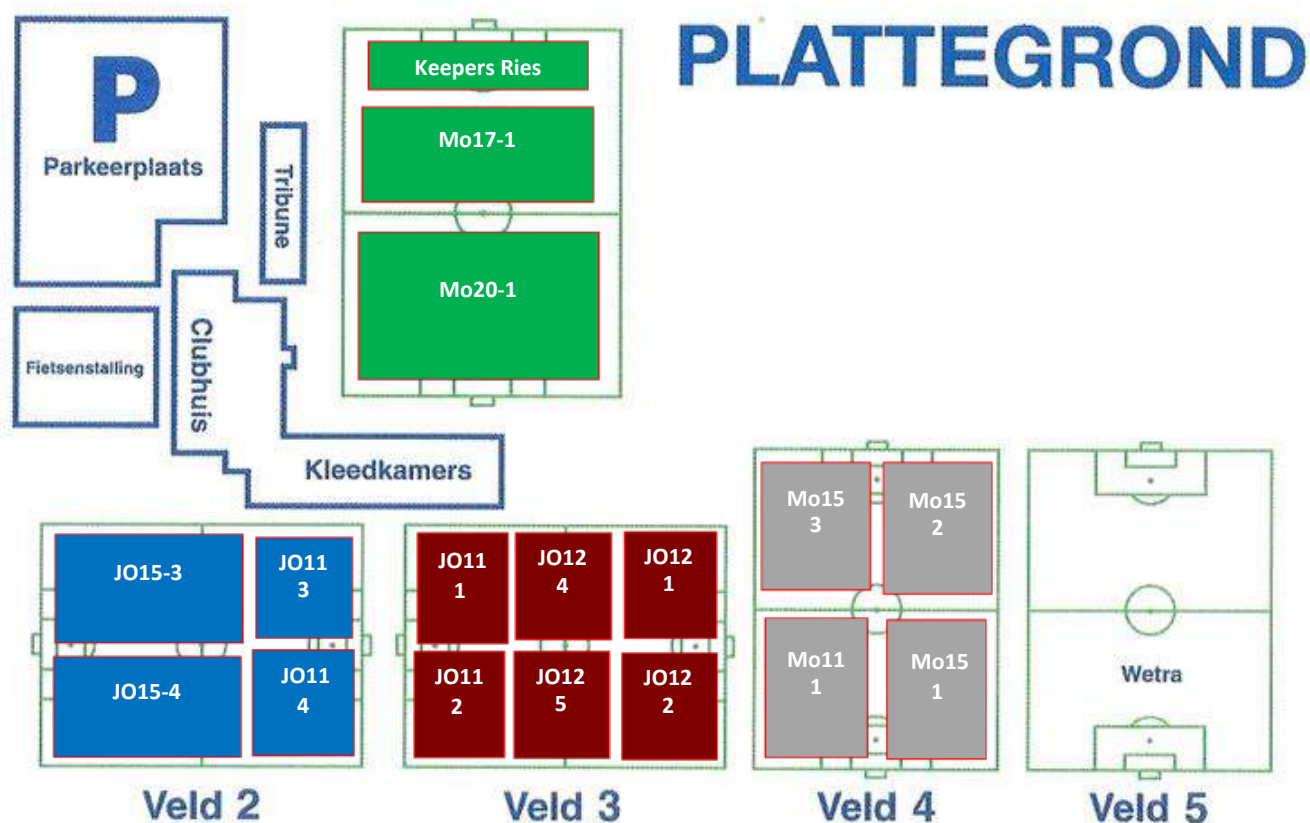 PLATTEGROND
P
Parkeerplaats
Tribune
Fietsenstalling
Clubhuis
Kleedkamers
Keepers Ries
Mo17-1
Mo20-1
JO15-3
JO11
3
JO15-4
JO11
4
Veld 2
JO11
1
JO12
4
JO12
1
JO11
2
JO12
5
JO12
2
Veld 3
Mo15
3
Mo15
2
Mo11
1
Mo15
1
Veld 4
Wetra
Veld 5